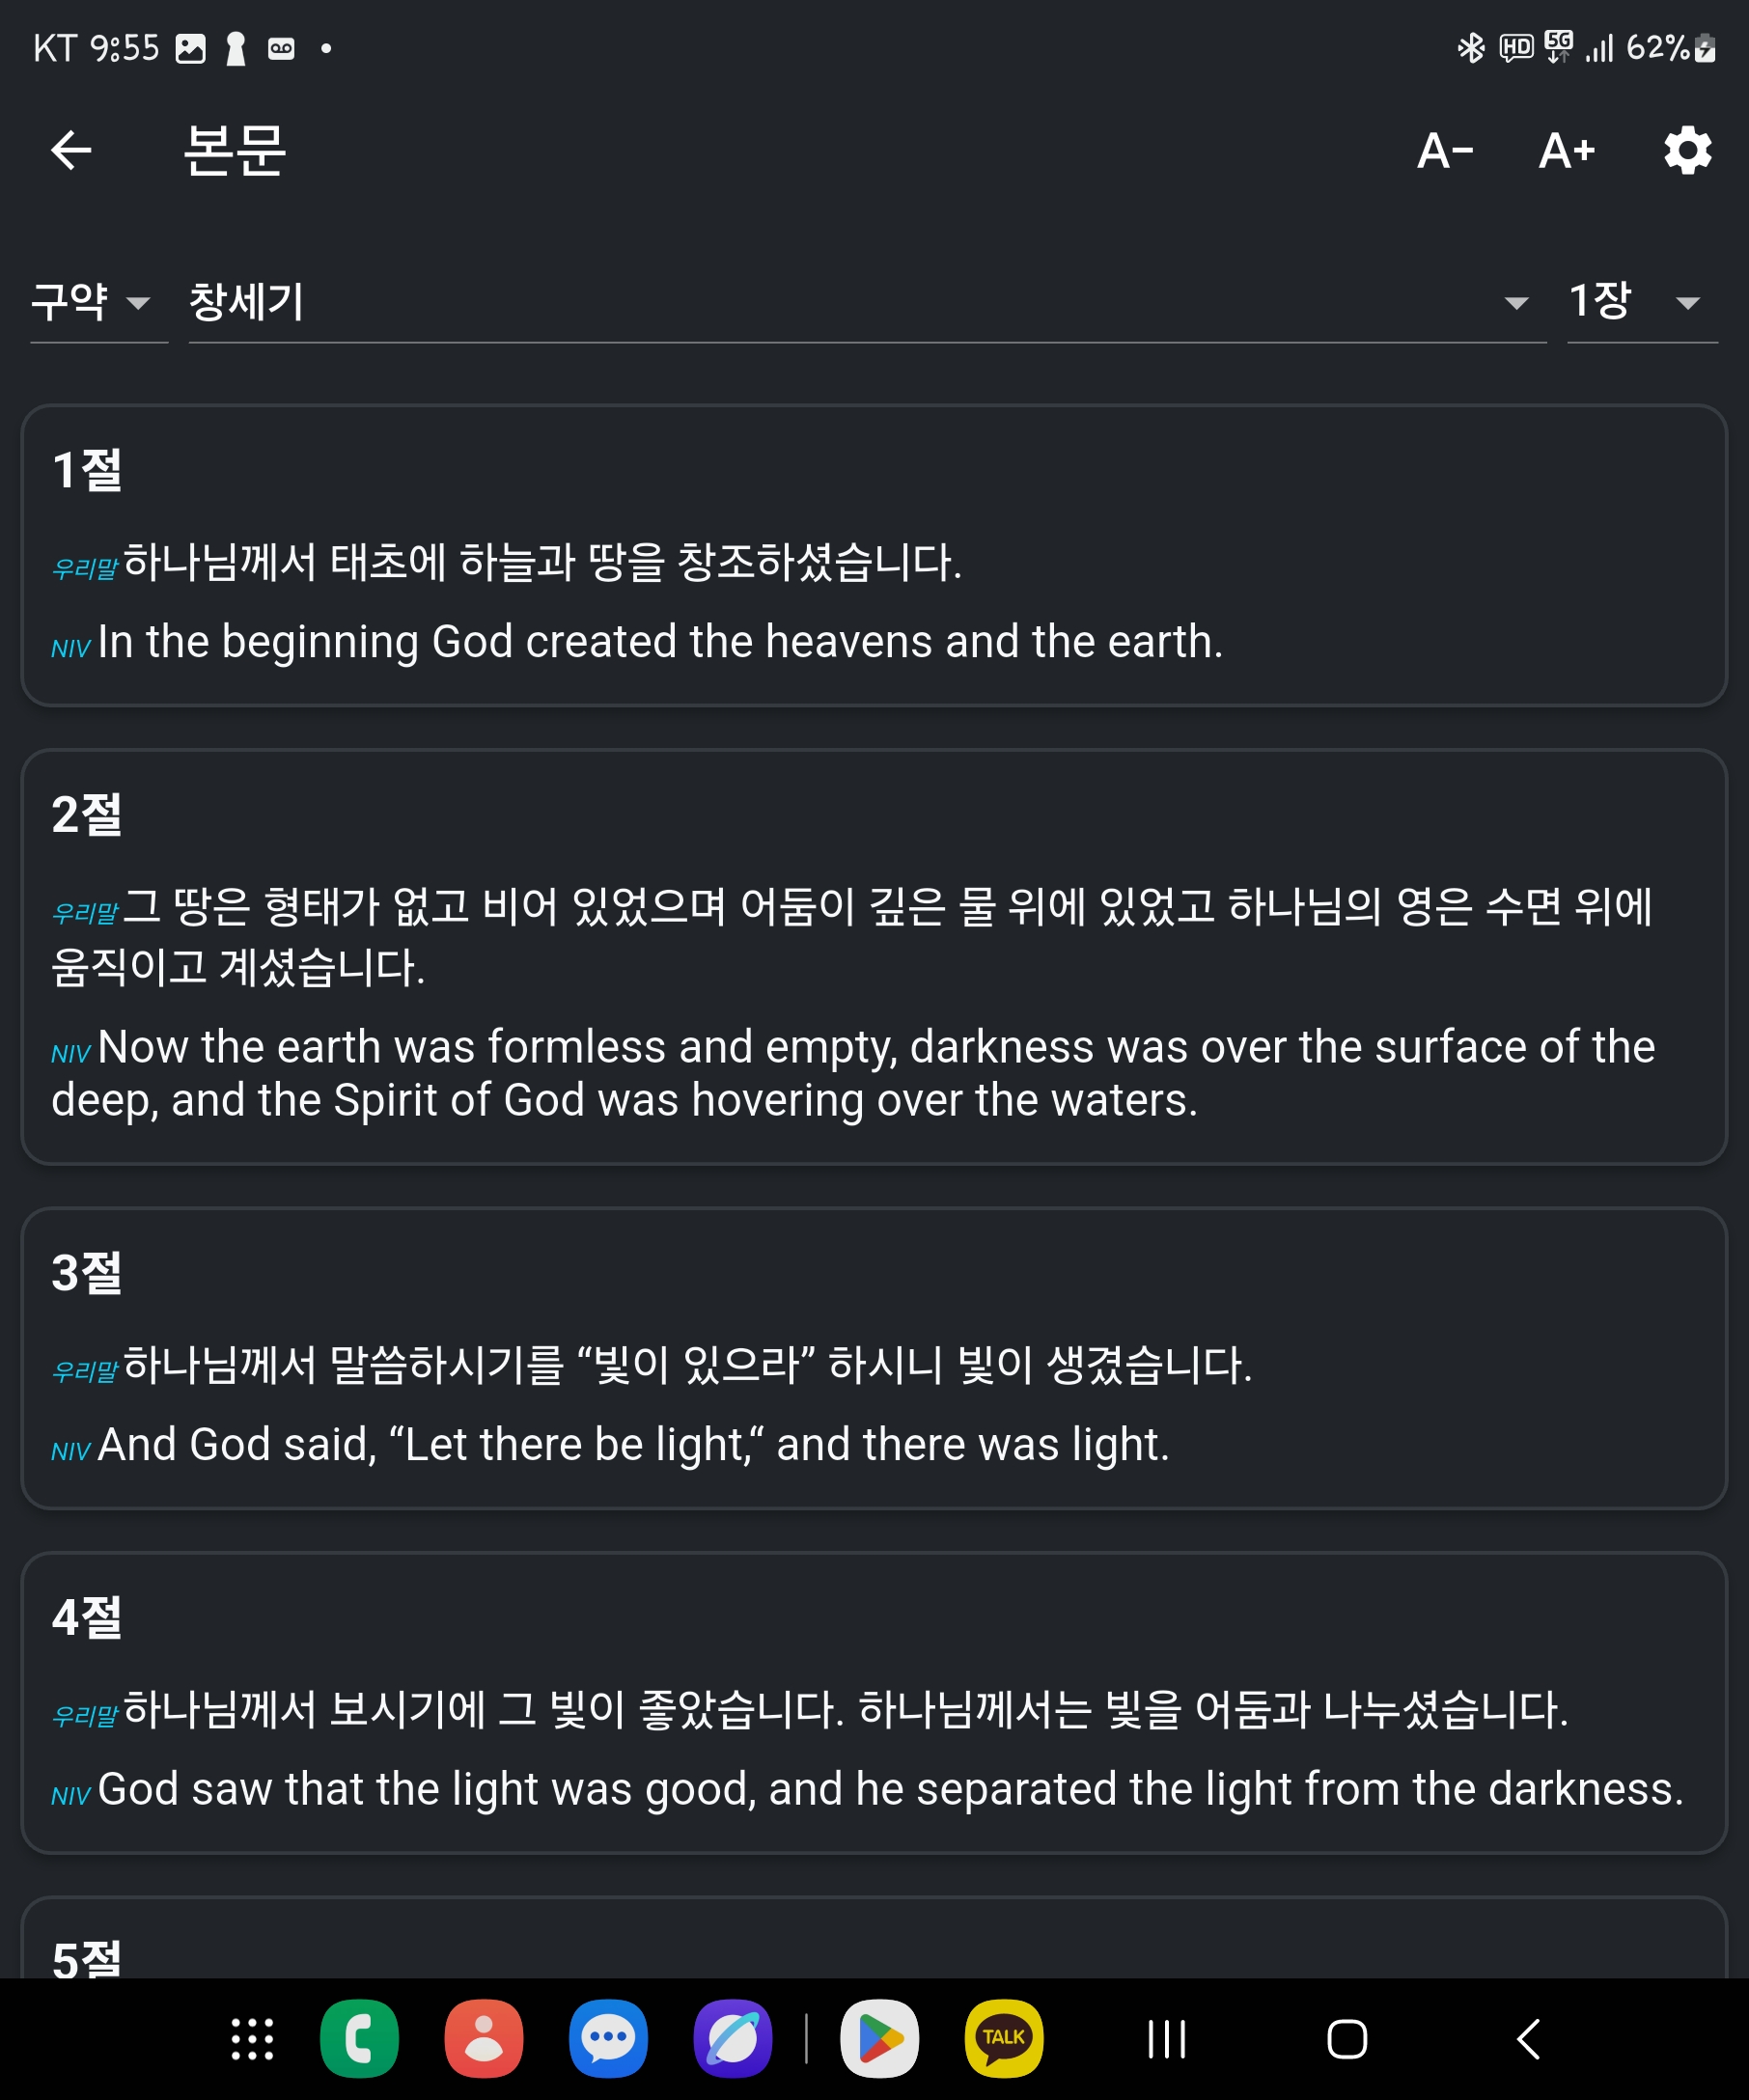 KT 9:55 HD 5G 62%
본문 A- A+
구약 창세기 1장
1절
우리말 하나님께서 태초에 하늘과 땅을 창조하셨습니다.
NIV In the beginning God created the heavens and the earth.
2절
우리말 그 땅은 형태가 없고 비어 있었으며 어둠이 깊은 물 위에 있었고 하나님의 영은 수면 위에
움직이고 계셨습니다.
NIV Now the earth was formless and empty, darkness was over the surface of the
deep, and the Spirit of God was hovering over the waters.
3절
우리말 하나님께서 말씀하시기를 “빛이 있으라” 하시니 빛이 생겼습니다.
NIV And God said, “Let there be light,“ and there was light.
4절
우리말 하나님께서 보시기에 그 빛이 좋았습니다. 하나님께서는 빛을 어둠과 나누셨습니다.
NIV God saw that the light was good, and he separated the light from the darkness.
5절
TALK